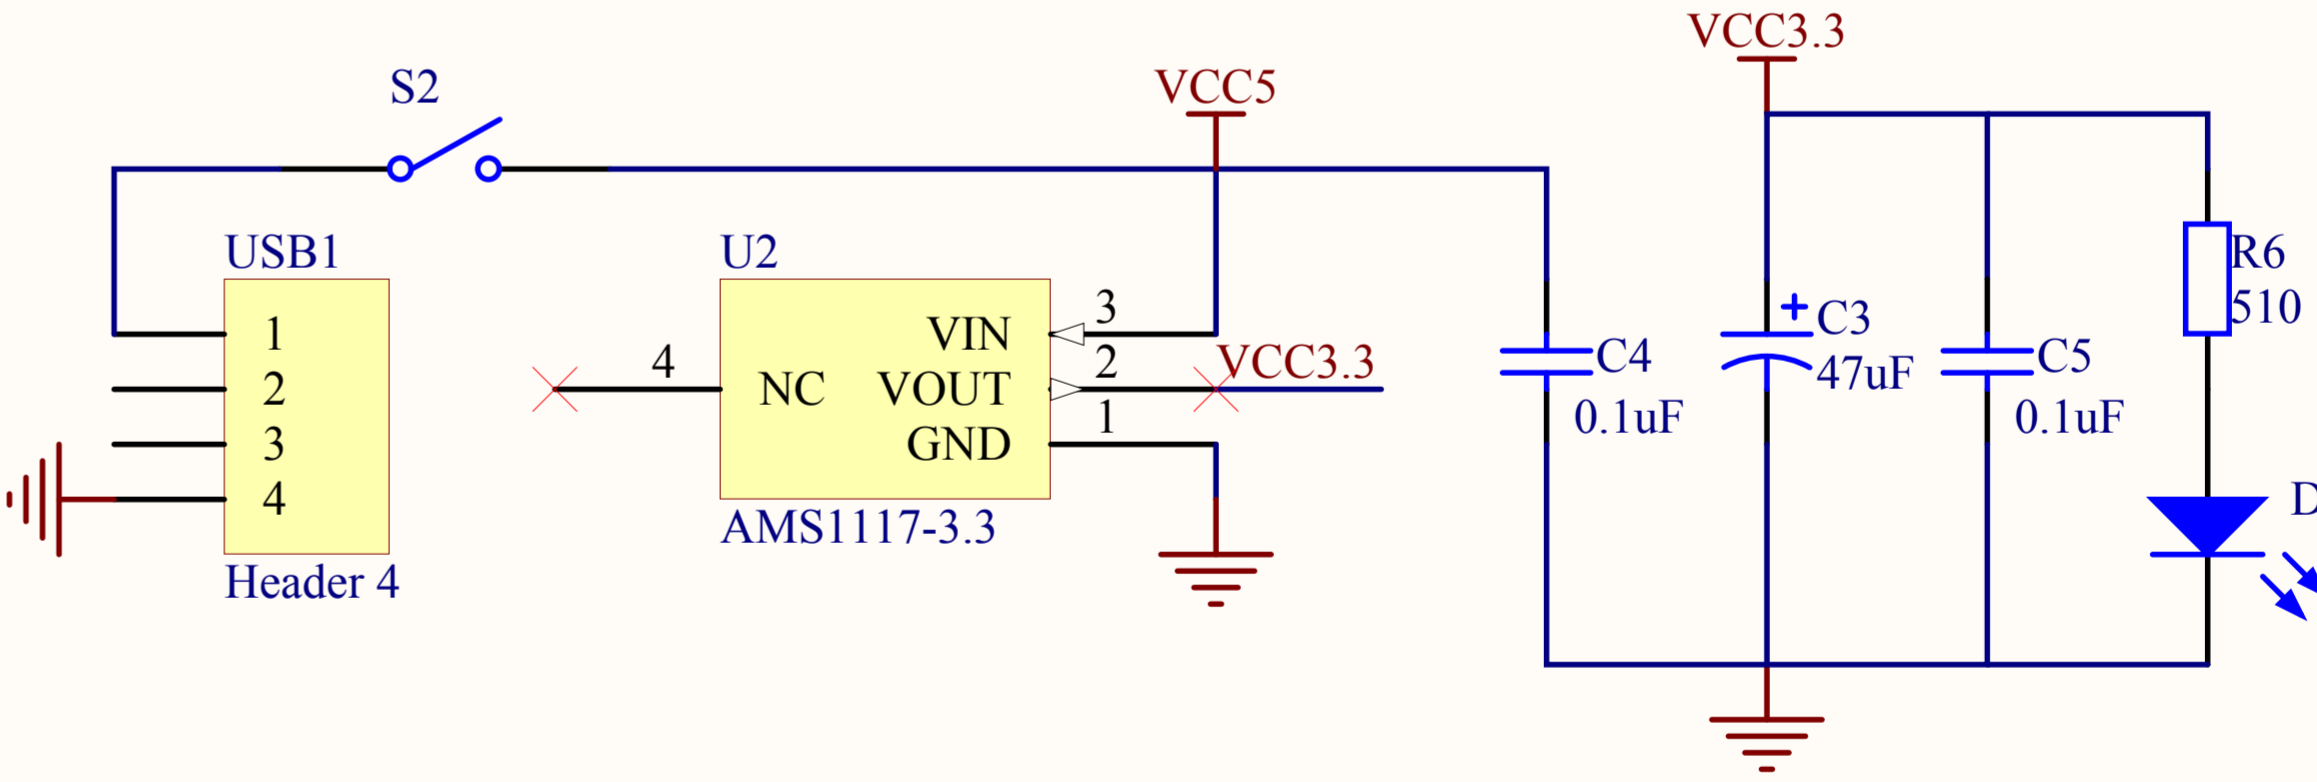 VCC3.3
S2
VCC5
USB1
U2
R6
510
1
2
3
4
4
NC
VIN
VOUT
GND
3
2
1
VCC3.3
C4
0.1uF
C3
47uF
C5
0.1uF
D
AMS1117-3.3
Header 4